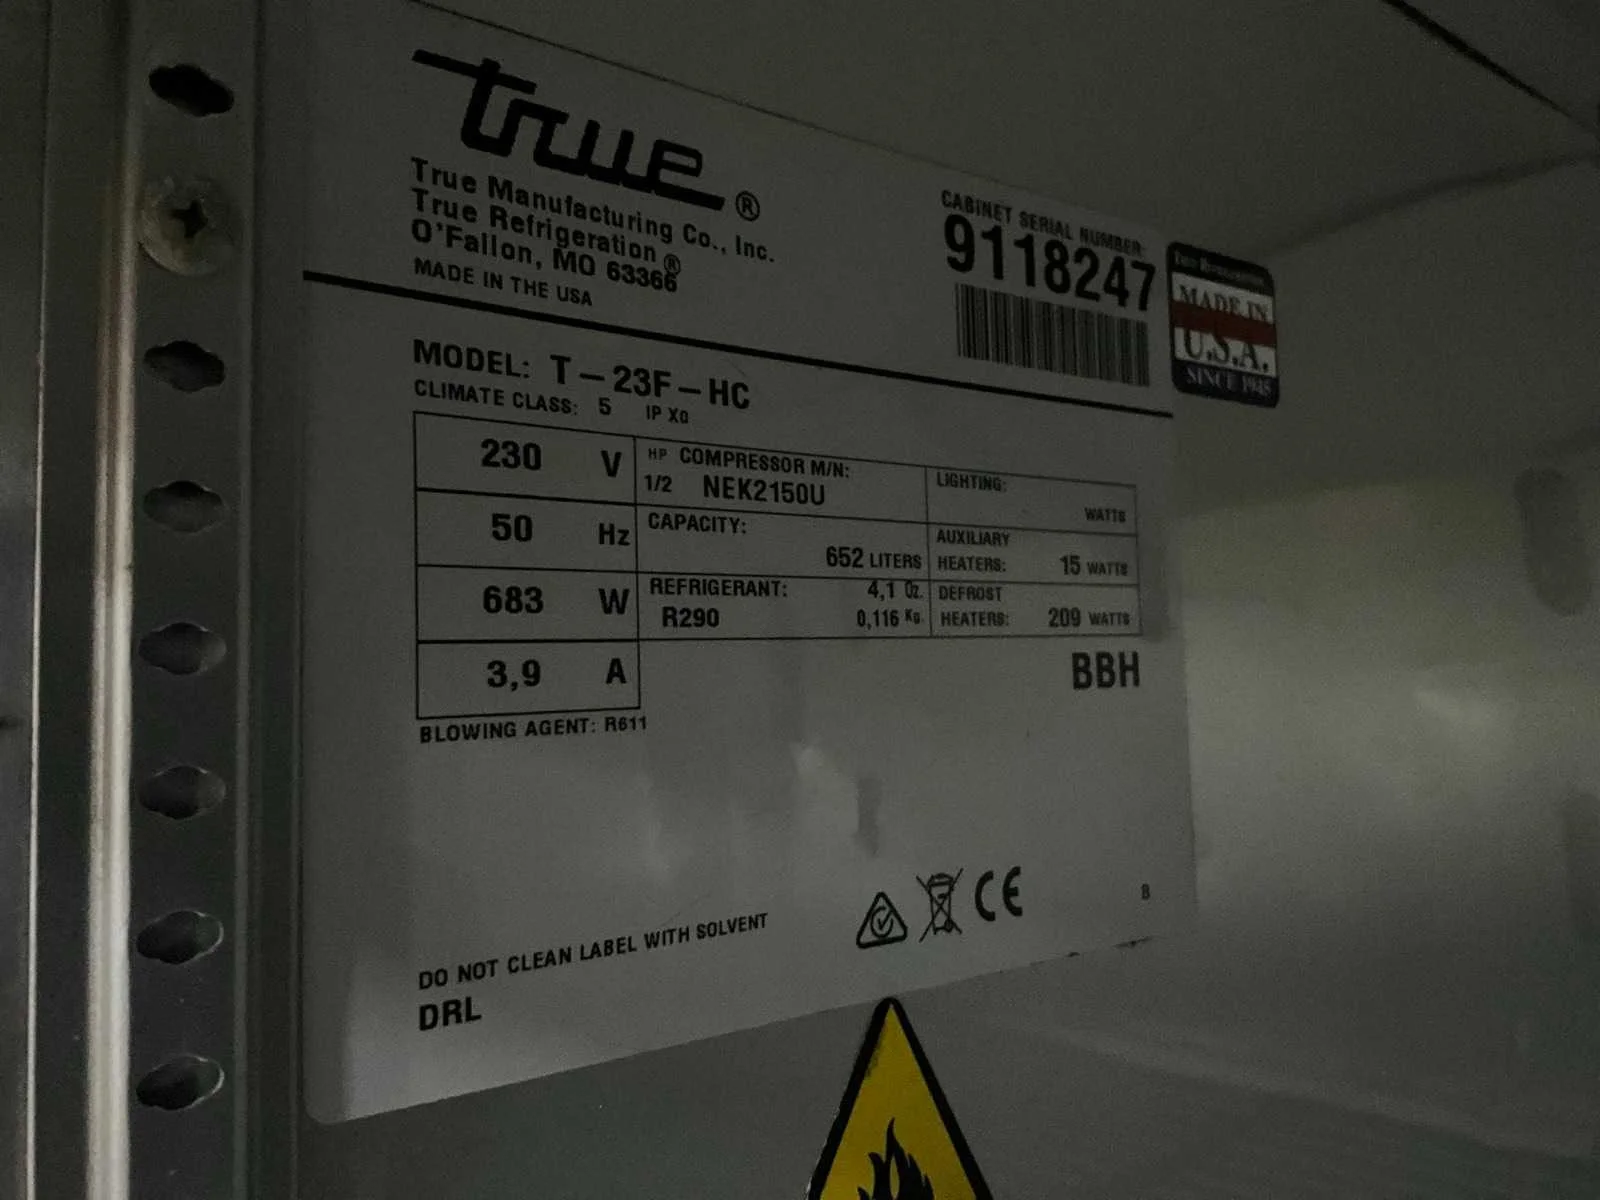 true®
True Manufacturing Co., Inc.
True Refrigeration®
O'Fallon, MO 63366
MADE IN THE USA
CABINET SERIAL NUMBER:
9118247
MADE IN
U.S.A.
SINCE 1945
MODEL: T-23F-HC
CLIMATE CLASS: 5 IP X0
230 V
50 Hz
683 W
3,9 A
HP COMPRESSOR M/N:
1/2 NEK2150U
CAPACITY:
652 LITERS
REFRIGERANT: 4,1 Oz.
R290 0,116 Kg.
LIGHTING:
WATTS
AUXILIARY
HEATERS: 15 WATTS
DEFROST
HEATERS: 209 WATTS
BBH
BLOWING AGENT: R611
CE
B
DO NOT CLEAN LABEL WITH SOLVENT
DRL